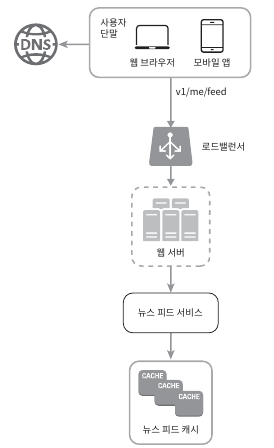 사용자
단말
DNS
웹 브라우저
모바일 앱
v1/me/feed
로드밸런서
웹 서버
뉴스 피드 서비스
CACHE
CACHE
CACHE
뉴스 피드 캐시